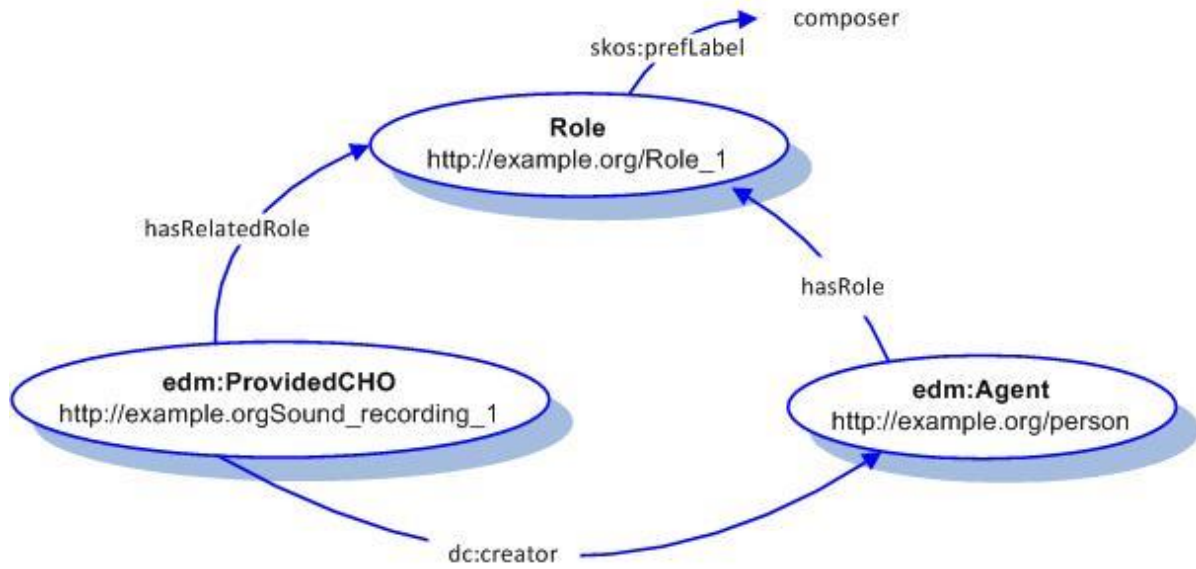 composer
skos:prefLabel
Role
http://example.org/Role_1
hasRelatedRole
hasRole
edm:ProvidedCHO
http://example.orgSound_recording_1
edm:Agent
http://example.org/person
dc:creator